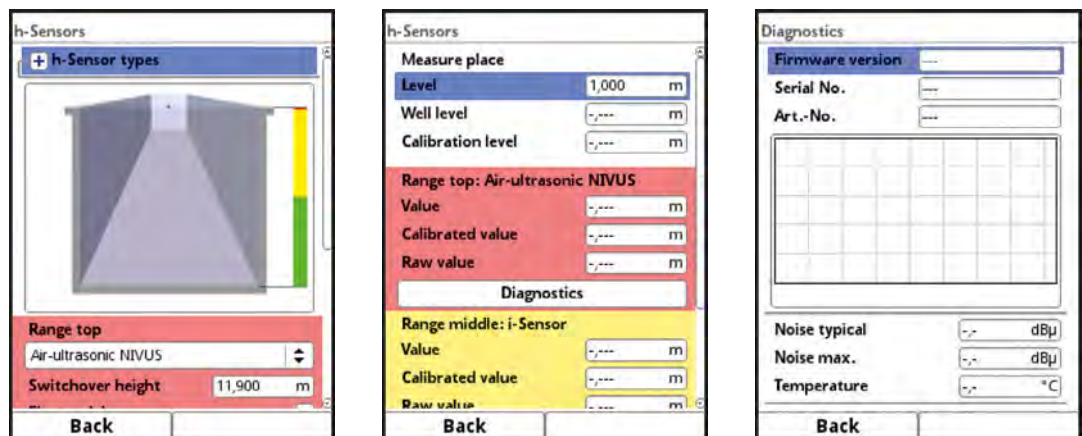 h-Sensors
+ h-Sensor types
Range top
Air-ultrasonic NIVUS
Switchover height 11,900 m
Back
h-Sensors
Measure place
Level 1,000 m
Well level -,--- m
Calibration level -,--- m
Range top: Air-ultrasonic NIVUS
Value -,--- m
Calibrated value -,--- m
Raw value -,--- m
Diagnostics
Range middle: i-Sensor
Value -,--- m
Calibrated value -,--- m
Raw value -,--- m
Back
Diagnostics
Firmware version ---
Serial No. ---
Art.-No. ---
Noise typical -,- dBµ
Noise max. -,- dBµ
Temperature -,- °C
Back